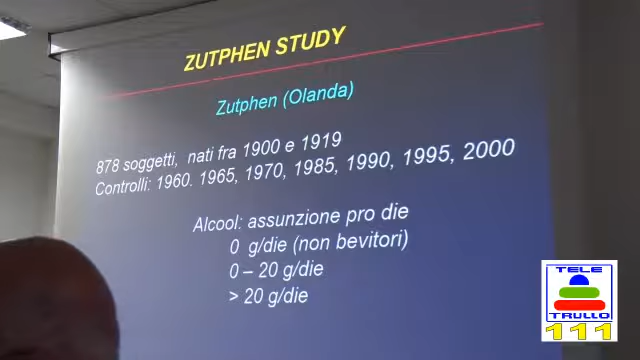 ZUTPHEN STUDY
Zutphen (Olanda)
878 soggetti, nati fra 1900 e 1919
Controlli: 1960. 1965, 1970, 1985, 1990, 1995, 2000
Alcool: assunzione pro die
0 g/die (non bevitori)
0 – 20 g/die
> 20 g/die
TELE
TRULLO
111